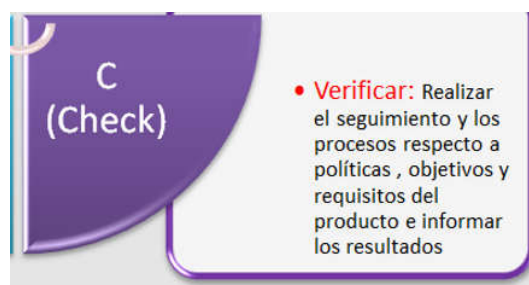 C
(Check)
• Verificar: Realizar
el seguimiento y los
procesos respecto a
políticas , objetivos y
requisitos del
producto e informar
los resultados